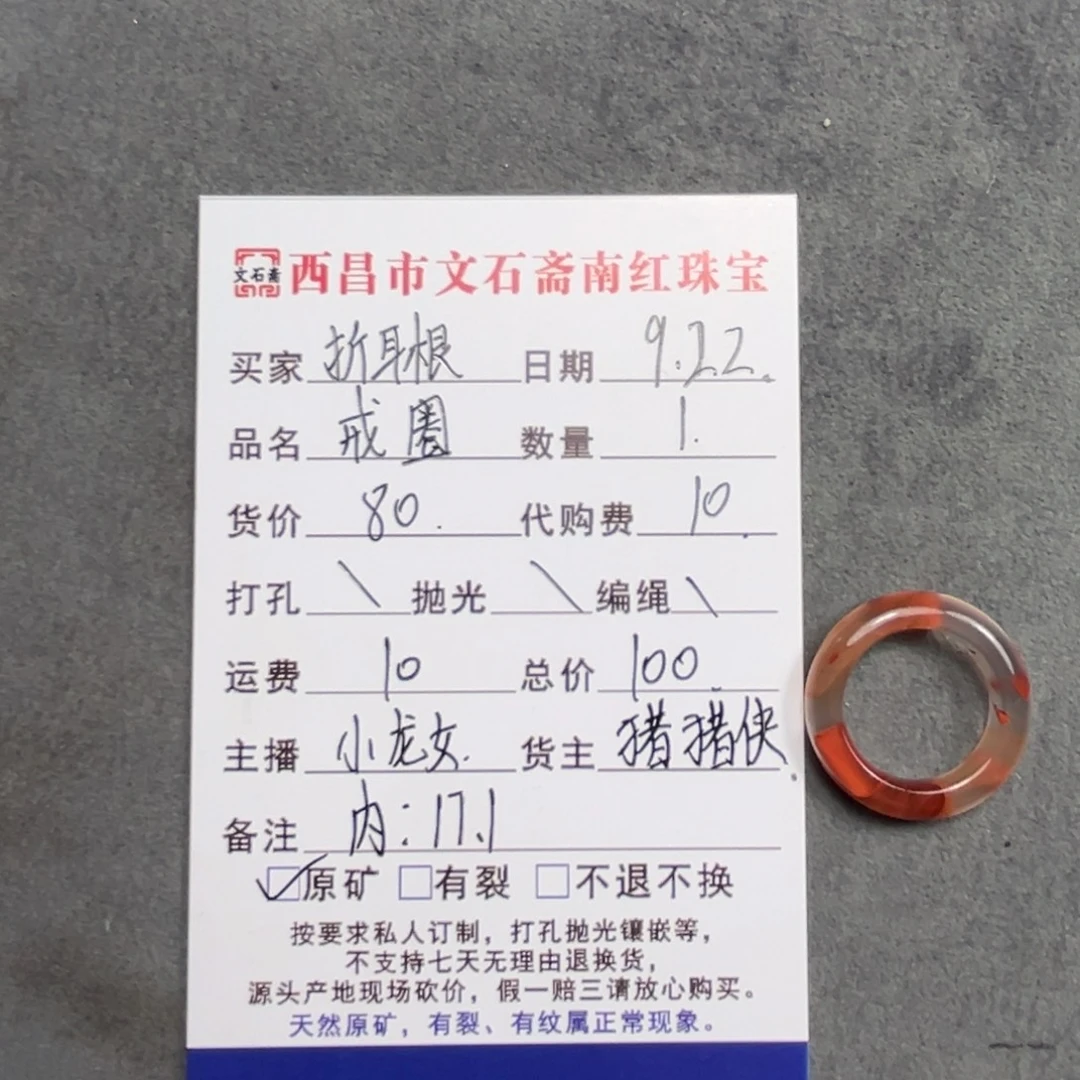 文石斋 西昌市文石斋南红珠宝
买家 折耳根 日期 9.22.
品名 戒圈 数量 1.
货价 80. 代购费 10.
打孔 \ 抛光 \ 编绳 \
运费 10 总价 100.
主播 小龙女. 货主 猪猪侠.
备注 内:17.1
☑原矿 □有裂 □不退不换
按要求私人订制，打孔抛光镶嵌等，
不支持七天无理由退换货，
源头产地现场砍价，假一赔三请放心购买。
天然原矿，有裂、有纹属正常现象。